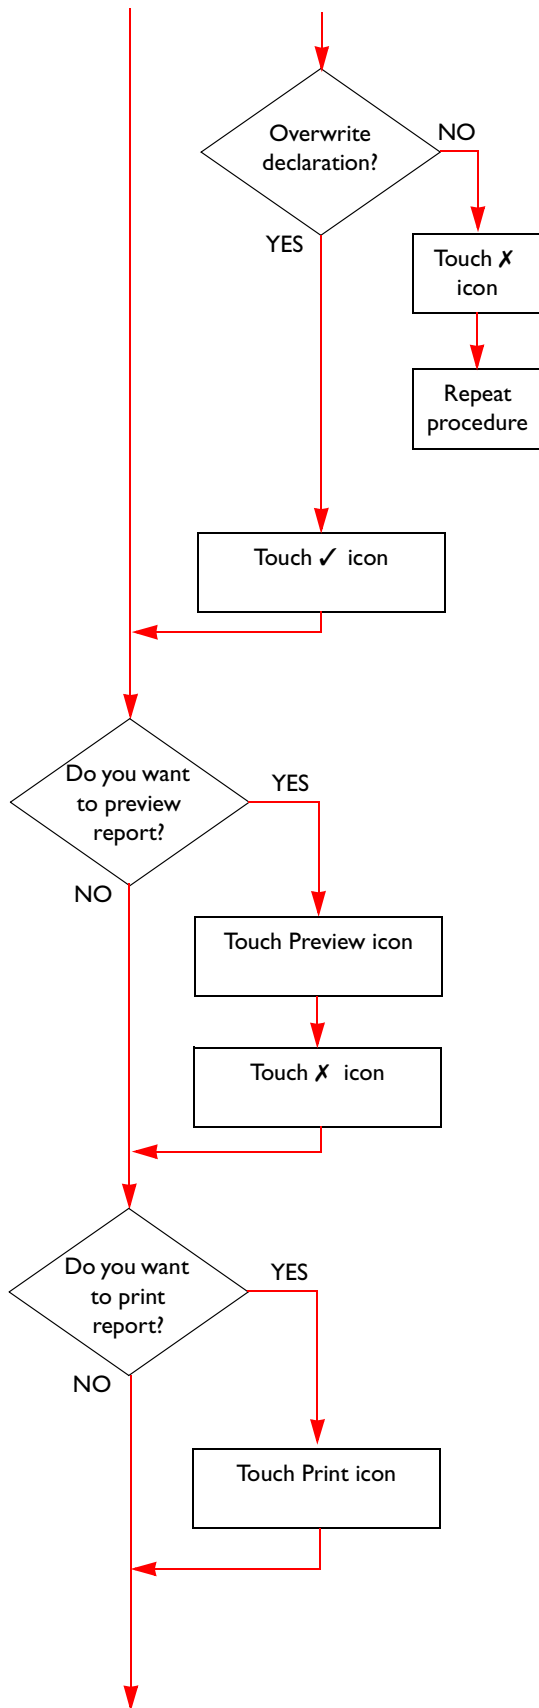 Overwrite
declaration?
NO
YES
Touch ✗
icon
Repeat
procedure
Touch ✓ icon
Do you want
to preview
report?
YES
NO
Touch Preview icon
Touch ✗ icon
Do you want
to print
report?
YES
NO
Touch Print icon